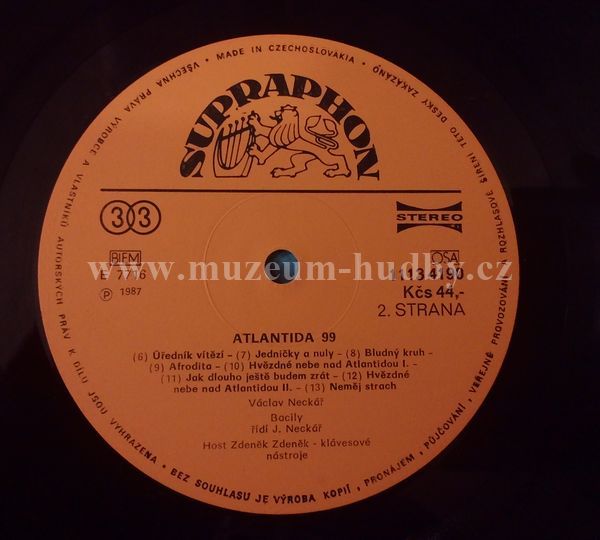 VŠECHNA PRÁVA VÝROBCE A VLASTNÍKŮ AUTORSKÝCH PRÁV K DÍLU JSOU VYHRAZENA • BEZ SOUHLASU JE VÝROBA KOPIÍ, PRONÁJEM, PŮJČOVÁNÍ, VEŘEJNÉ PROVOZOVÁNÍ A ROZHLASOVÉ ŠÍŘENÍ TÉTO DESKY ZAKÁZÁNO • MADE IN CZECHOSLOVAKIA •
SUPRAPHON
33
STEREO
BIEM
OSA
www.muzeum-hudby.cz
E 7716
1113 4190
Ⓟ 1987
Kčs 44,-
2. STRANA
ATLANTIDA 99
(6) Úředník vítězí – (7) Jedničky a nuly – (8) Bludný kruh –
(9) Afrodita – (10) Hvězdné nebe nad Atlantidou I. –
(11) Jak dlouho ještě budem zrát – (12) Hvězdné
nebe nad Atlantidou II. – (13) Neměj strach
Václav Neckář
Bacily
řídí J. Neckář
Host Zdeněk Zdeněk - klávesové
nástroje